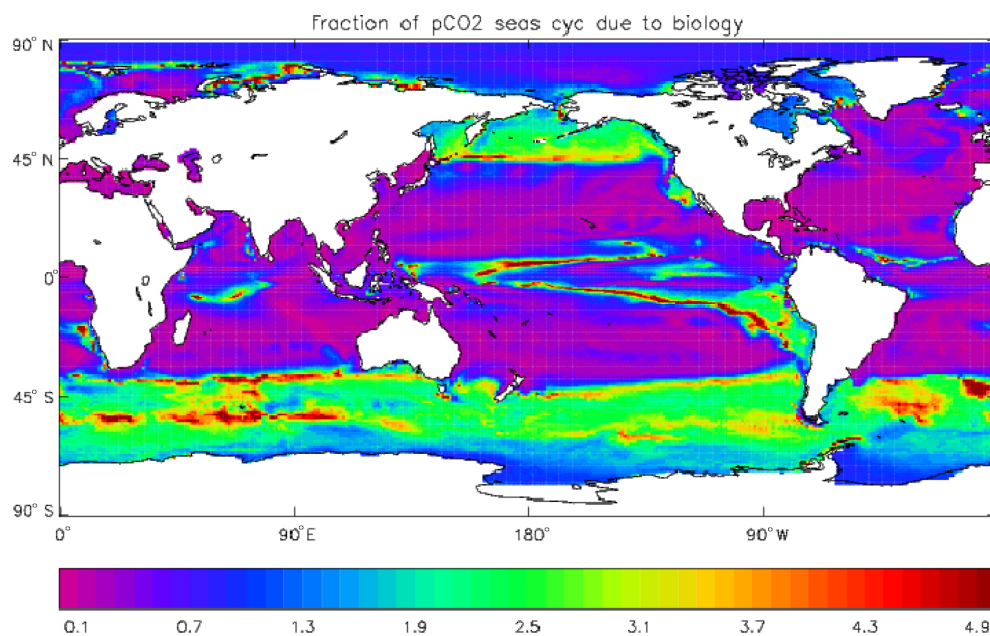 Fraction of pCO2 seas cyc due to biology
90° N
45° N
0°
45° S
90° S
0° 90°E 180° 90°W
0.1 0.7 1.3 1.9 2.5 3.1 3.7 4.3 4.9